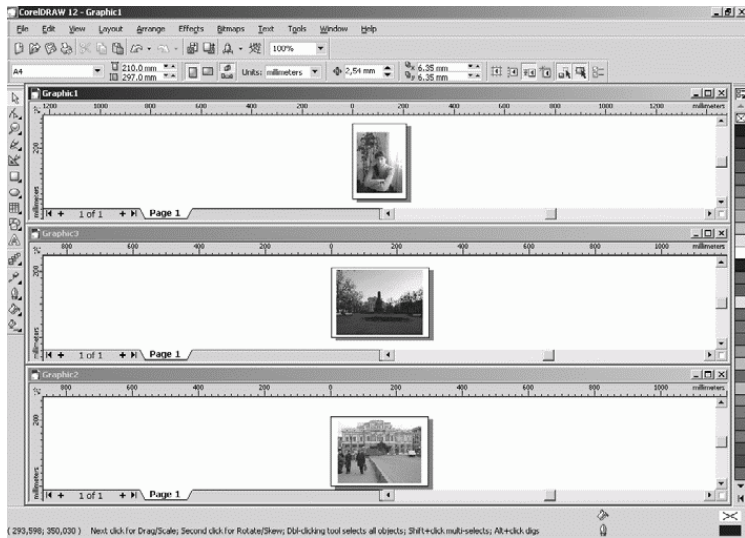 CorelDRAW 12 - Graphic1
File Edit View Layout Arrange Effects Bitmaps Text Tools Window Help
100%
A4 210.0 mm 297.0 mm Units: millimeters 2,54 mm x 6.35 mm y 6.35 mm
Graphic1
1200 1000 800 600 400 200 0 200 400 600 800 1000 1200 millimeters
200
millimeters
1 of 1 Page 1
Graphic3
800 600 400 200 0 200 400 600 800 1000 millimeters
200
millimeters
1 of 1 Page 1
Graphic2
800 600 400 200 0 200 400 600 800 1000 millimeters
200
millimeters
1 of 1 Page 1
( 293,598; 350,030 ) Next click for Drag/Scale; Second click for Rotate/Skew; Dbl-clicking tool selects all objects; Shift+click multi-selects; Alt+click digs